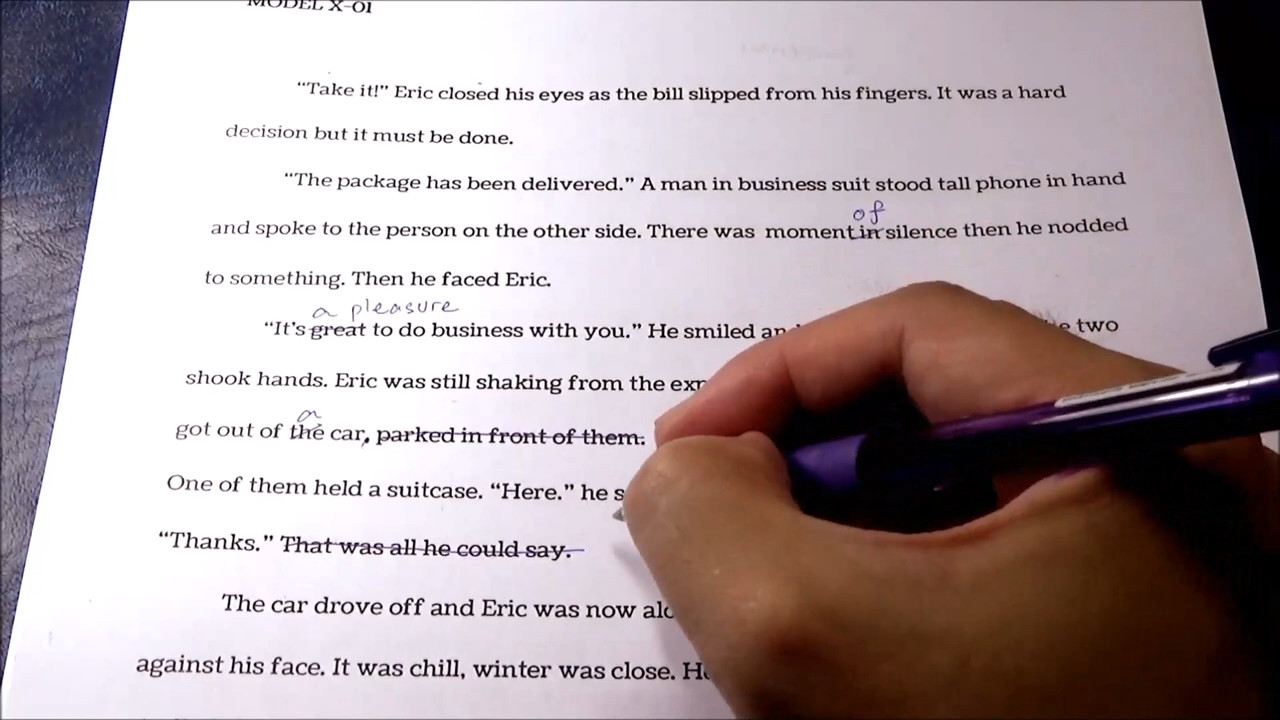 MODEL X-01
“Take it!” Eric closed his eyes as the bill slipped from his fingers. It was a hard
decision but it must be done.
“The package has been delivered.” A man in business suit stood tall phone in hand
of
and spoke to the person on the other side. There was moment in silence then he nodded
to something. Then he faced Eric.
a pleasure
“It's great to do business with you.” He smiled two
shook hands. Eric was still shaking from the
a
got out of the car, parked in front of them.
One of them held a suitcase. “Here.” he
“Thanks.” That was all he could say.
The car drove off and Eric was now
against his face. It was chill, winter was close.